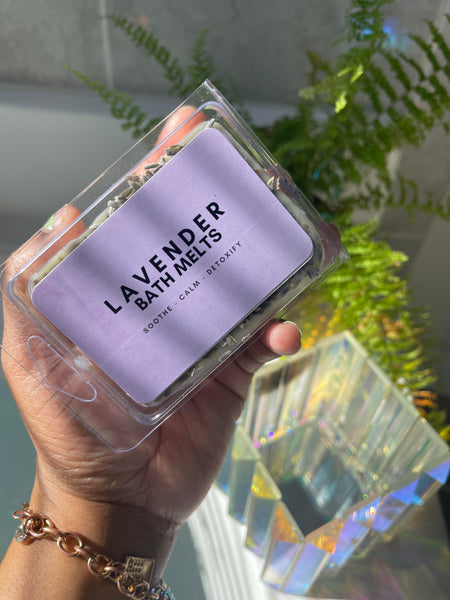 LAVENDER
BATH MELTS
SOOTHE - CALM - DETOXIFY